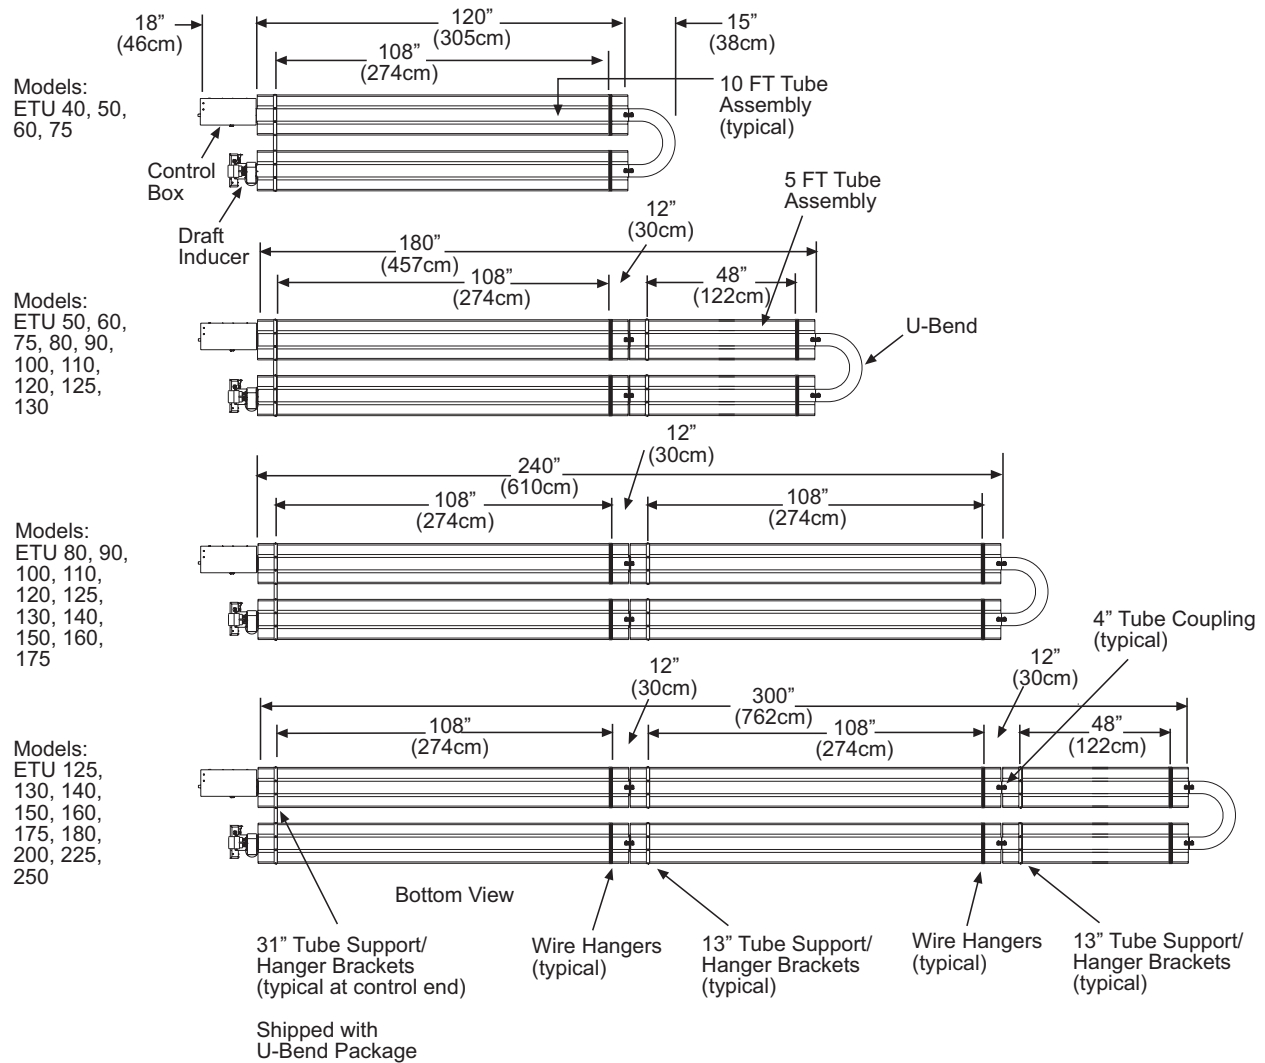 18”
(46cm)
120”
(305cm)
15”
(38cm)
108”
(274cm)
Models:
ETU 40, 50,
60, 75
10 FT Tube
Assembly
(typical)
Control
Box
Draft
Inducer
5 FT Tube
Assembly
12”
(30cm)
180”
(457cm)
108”
(274cm)
48”
(122cm)
Models:
ETU 50, 60,
75, 80, 90,
100, 110,
120, 125,
130
U-Bend
12”
(30cm)
240”
(610cm)
108”
(274cm)
108”
(274cm)
Models:
ETU 80, 90,
100, 110,
120, 125,
130, 140,
150, 160,
175
4” Tube Coupling
(typical)
12”
(30cm)
12”
(30cm)
300”
(762cm)
108”
(274cm)
108”
(274cm)
48”
(122cm)
Models:
ETU 125,
130, 140,
150, 160,
175, 180,
200, 225,
250
Bottom View
31” Tube Support/
Hanger Brackets
(typical at control end)
Shipped with
U-Bend Package
Wire Hangers
(typical)
13” Tube Support/
Hanger Brackets
(typical)
Wire Hangers
(typical)
13” Tube Support/
Hanger Brackets
(typical)